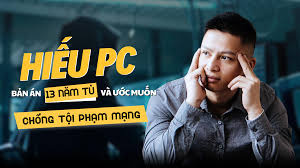 HIẾU PC
BẢN ÁN 13 NĂM TÙ VÀ ƯỚC MUỐN
CHỐNG TỘI PHẠM MẠNG